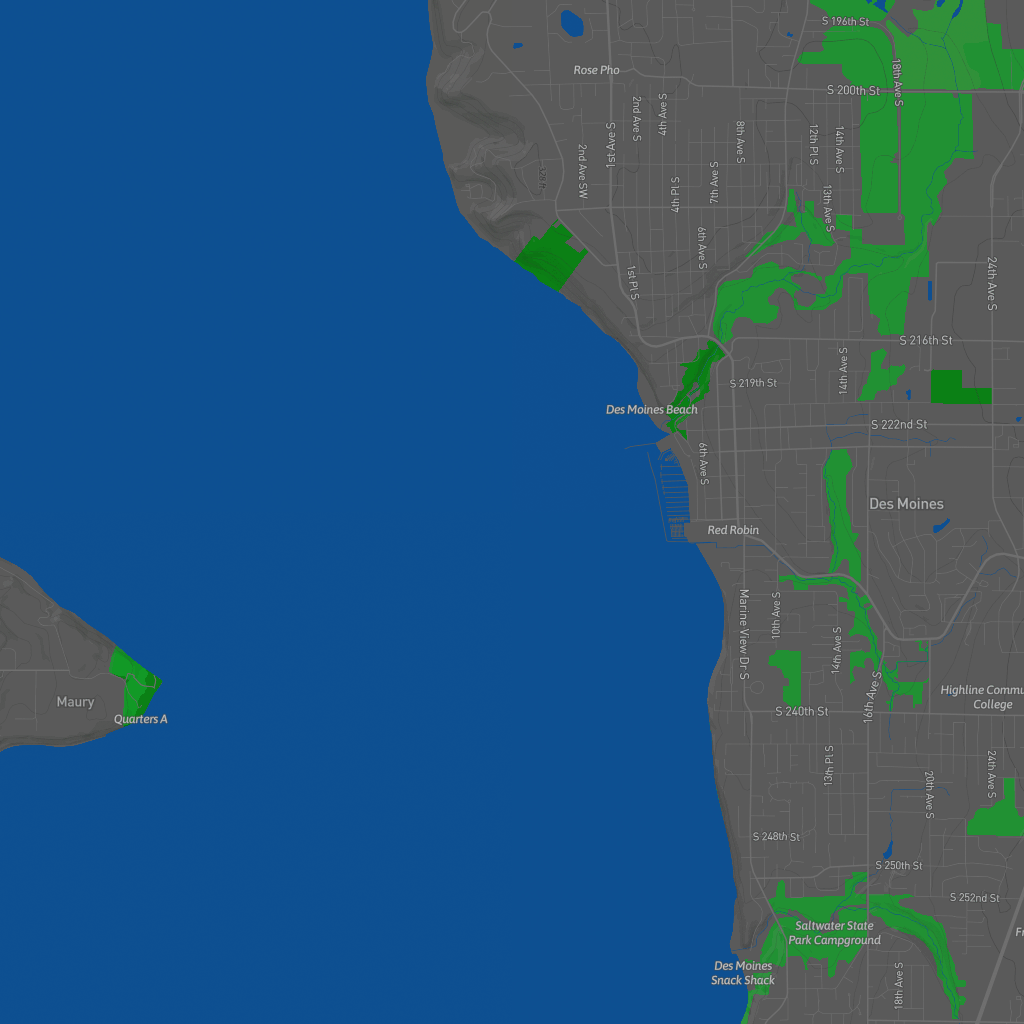 S 196th St
Rose Pho
18th Ave S
S 200th St
2nd Ave S
4th Ave S
1st Ave S
8th Ave S
12th Pl S
14th Ave S
2nd Ave SW
4th Pl S
7th Ave S
13th Ave S
6th Ave S
1st Pl S
24th Ave S
S 216th St
14th Ave S
S 219th St
Des Moines Beach
S 222nd St
6th Ave S
Des Moines
Red Robin
Marine View Dr S
10th Ave S
14th Ave S
16th Ave S
Maury
Quarters A
Highline Commu
College
S 240th St
13th Pl S
20th Ave S
24th Ave S
S 248th St
S 250th St
S 252nd St
Saltwater State
Park Campground
Fr
Des Moines
Snack Shack
18th Ave S